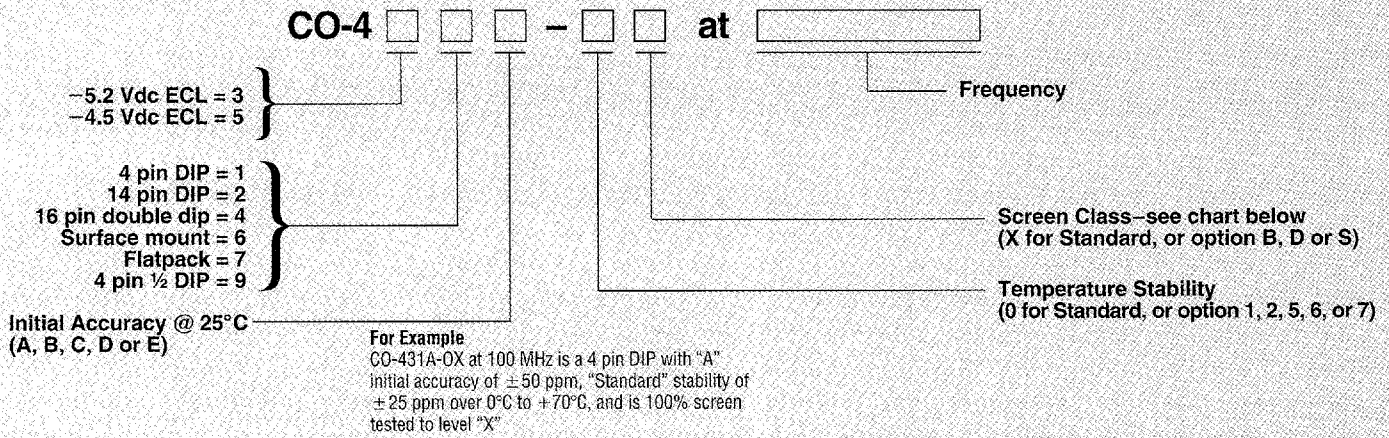 CO-4 □ □ □ – □ □ at
−5.2 Vdc ECL = 3
−4.5 Vdc ECL = 5
Frequency
4 pin DIP = 1
14 pin DIP = 2
16 pin double dip = 4
Surface mount = 6
Flatpack = 7
4 pin ½ DIP = 9
Screen Class–see chart below
(X for Standard, or option B, D or S)
Temperature Stability
(0 for Standard, or option 1, 2, 5, 6, or 7)
Initial Accuracy @ 25°C
(A, B, C, D or E)
For Example
CO-431A-OX at 100 MHz is a 4 pin DIP with “A”
initial accuracy of ±50 ppm, “Standard” stability of
±25 ppm over 0°C to +70°C, and is 100% screen
tested to level “X”